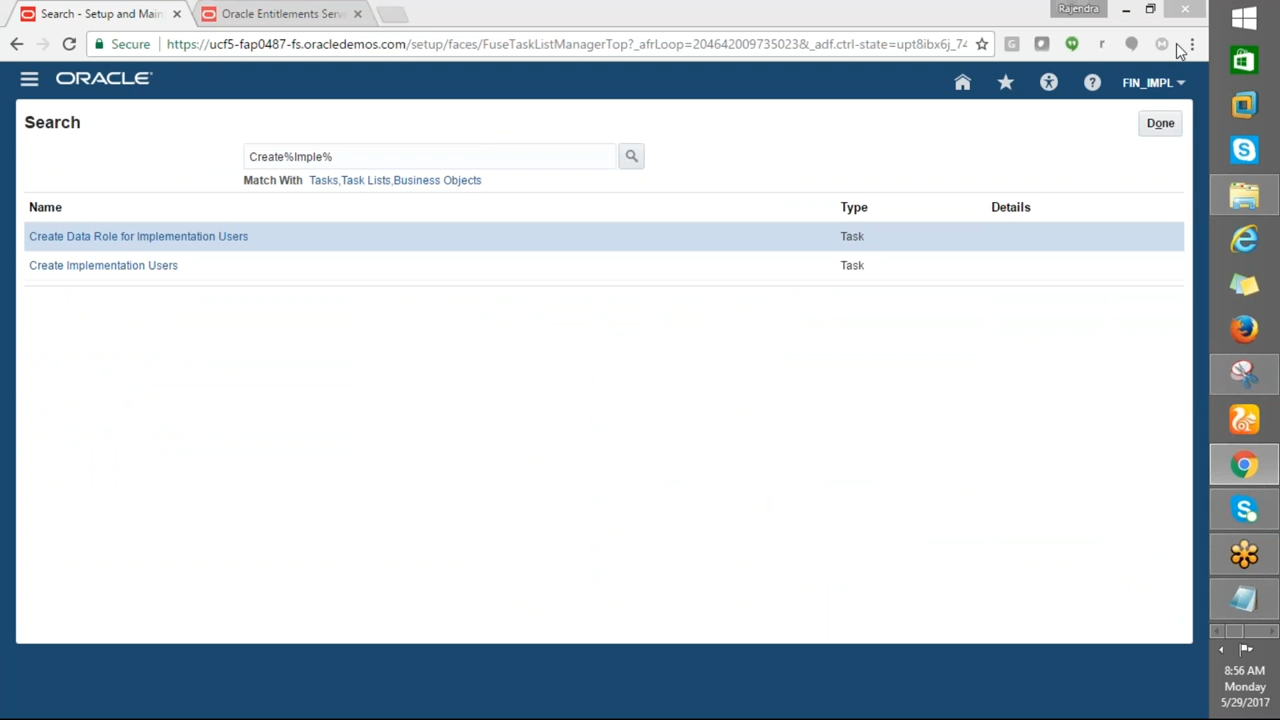 Search - Setup and Main
Oracle Entitlements Serv
Rajendra
Secure
https://ucf5-fap0487-fs.oracledemos.com/setup/faces/FuseTaskListManagerTop?_afrLoop=2046420097350238&_adf.ctrl-state=upt8ibx6j_74
ORACLE
FIN_IMPL
Search
Done
Create%Imple%
Match With Tasks,Task Lists,Business Objects
Name Type Details
Create Data Role for Implementation Users Task
Create Implementation Users Task
8:56 AM
Monday
5/29/2017